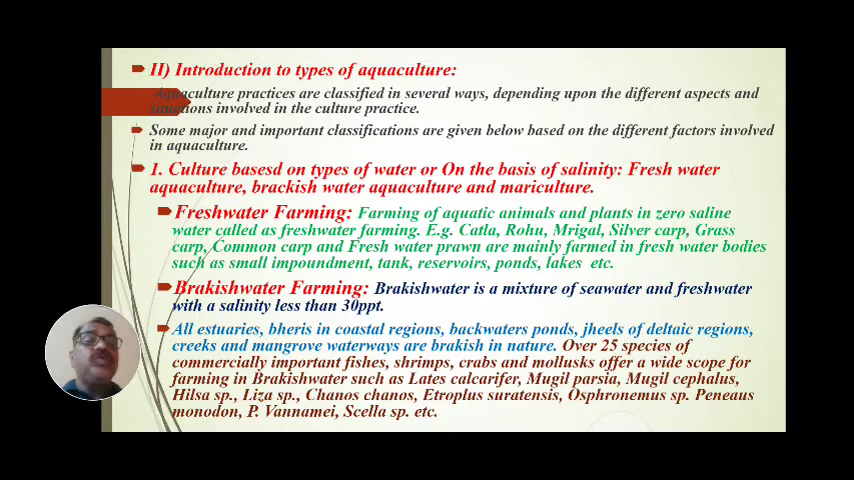 II) Introduction to types of aquaculture:
Aquaculture practices are classified in several ways, depending upon the different aspects and
situations involved in the culture practice.
Some major and important classifications are given below based on the different factors involved
in aquaculture.
1. Culture basesd on types of water or On the basis of salinity: Fresh water
aquaculture, brackish water aquaculture and mariculture.
Freshwater Farming: Farming of aquatic animals and plants in zero saline
water called as freshwater farming. E.g. Catla, Rohu, Mrigal, Silver carp, Grass
carp, Common carp and Fresh water prawn are mainly farmed in fresh water bodies
such as small impoundment, tank, reservoirs, ponds, lakes etc.
Brakishwater Farming: Brakishwater is a mixture of seawater and freshwater
with a salinity less than 30ppt.
All estuaries, bheris in coastal regions, backwaters ponds, jheels of deltaic regions,
creeks and mangrove waterways are brakish in nature. Over 25 species of
commercially important fishes, shrimps, crabs and mollusks offer a wide scope for
farming in Brakishwater such as Lates calcarifer, Mugil parsia, Mugil cephalus,
Hilsa sp., Liza sp., Chanos chanos, Etroplus suratensis, Osphronemus sp. Peneaus
monodon, P. Vannamei, Scella sp. etc.